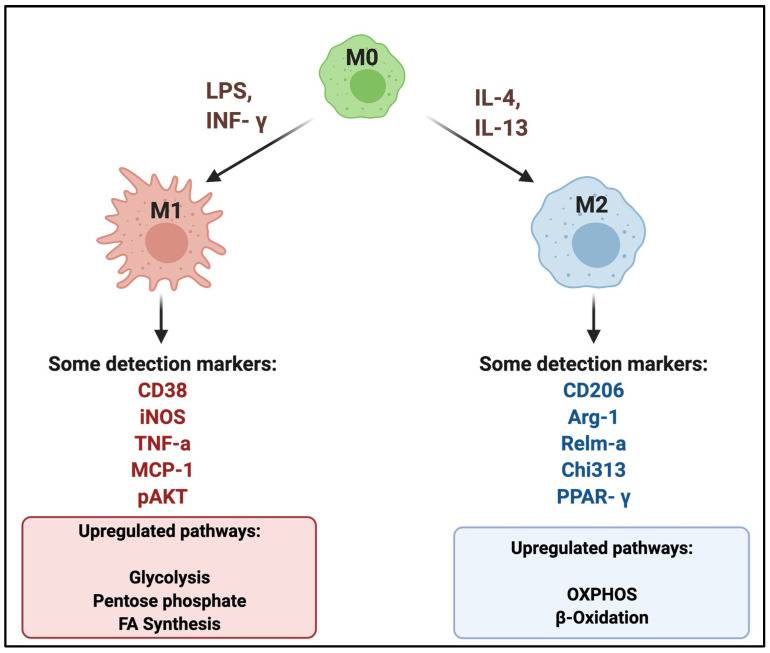 M0
LPS,
INF- γ
IL-4,
IL-13
M1
M2
Some detection markers:
CD38
iNOS
TNF-a
MCP-1
pAKT
Upregulated pathways:
Glycolysis
Pentose phosphate
FA Synthesis
Some detection markers:
CD206
Arg-1
Relm-a
Chi313
PPAR- γ
Upregulated pathways:
OXPHOS
β-Oxidation